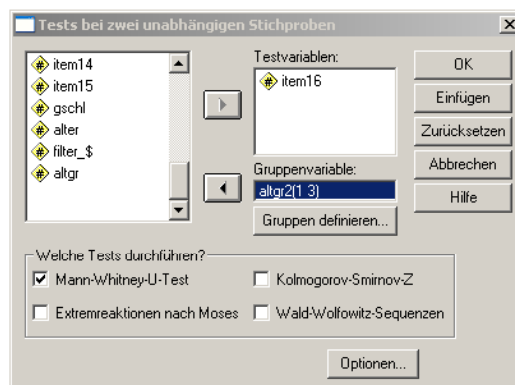 Tests bei zwei unabhängigen Stichproben
item14
item15
gschl
alter
filter_$
altgr
Testvariablen:
item16
Gruppenvariable:
altgr2(1 3)
Gruppen definieren...
OK
Einfügen
Zurücksetzen
Abbrechen
Hilfe
Welche Tests durchführen?
Mann-Whitney-U-Test
Kolmogorov-Smirnov-Z
Extremreaktionen nach Moses
Wald-Wolfowitz-Sequenzen
Optionen...